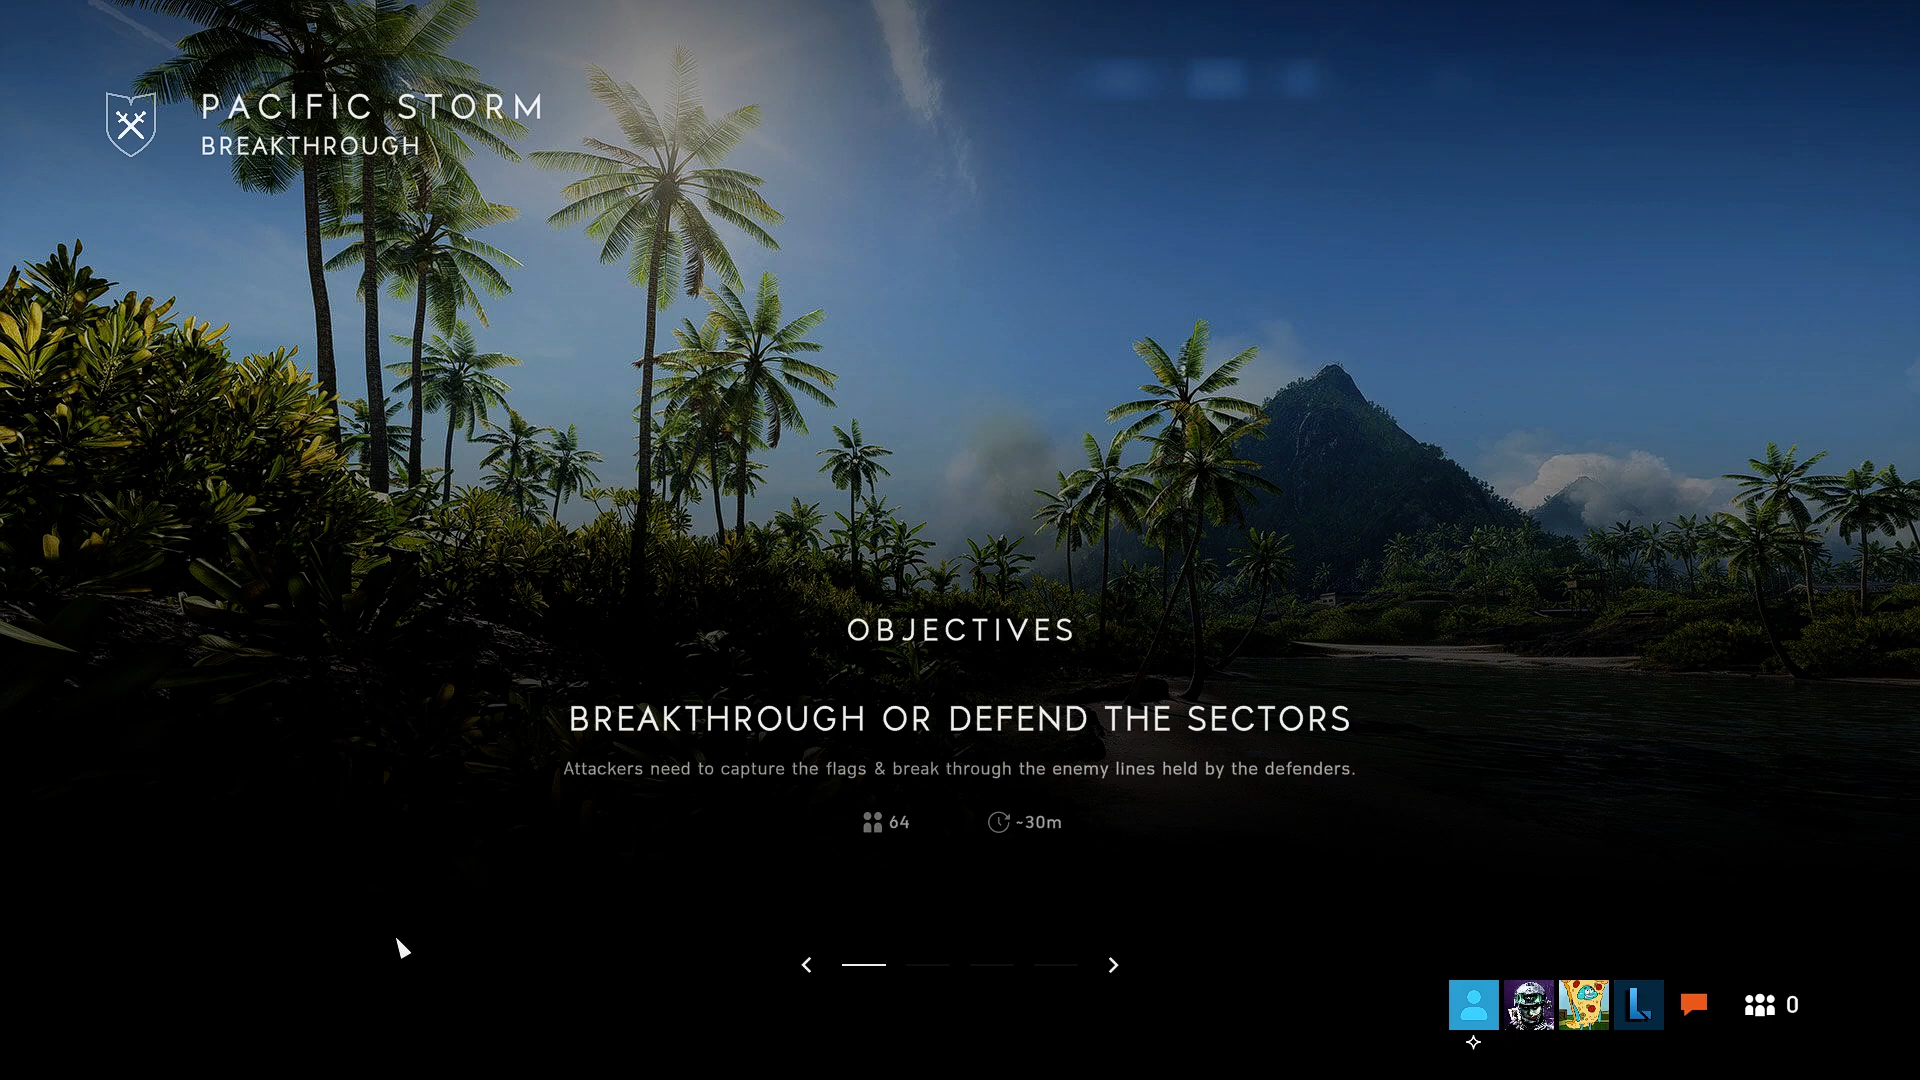 PACIFIC STORM
BREAKTHROUGH
OBJECTIVES
BREAKTHROUGH OR DEFEND THE SECTORS
Attackers need to capture the flags & break through the enemy lines held by the defenders.
64
~30m
L
0